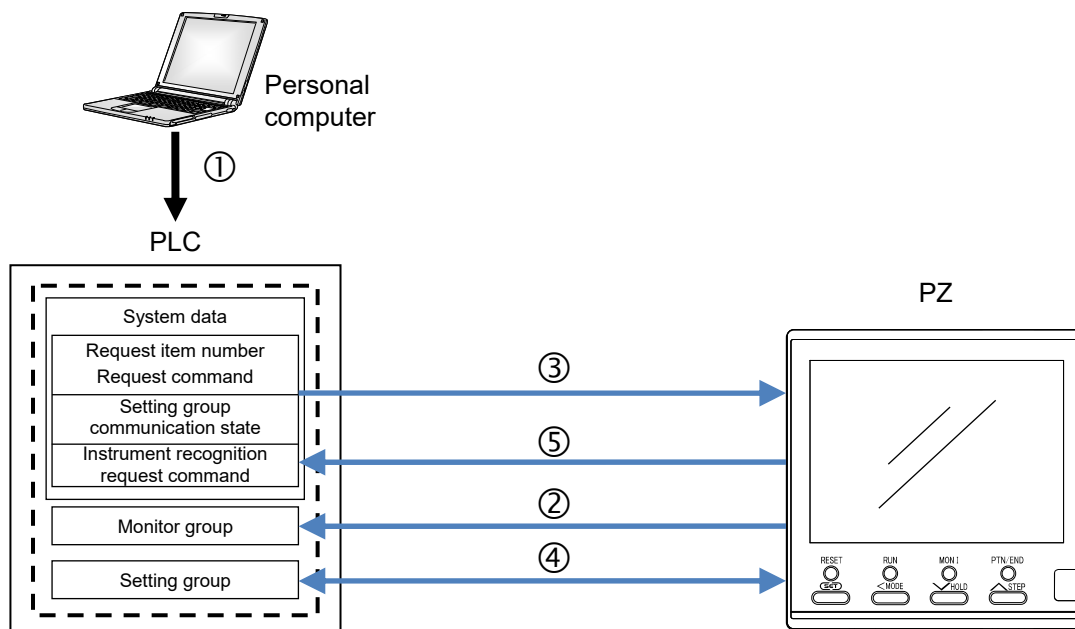 Personal
computer
①
PLC
System data
Request item number
Request command
Setting group
communication state
Instrument recognition
request command
Monitor group
Setting group
③
⑤
②
④
PZ
RESET RUN MON I PTN/END
SET <MODE HOLD STEP